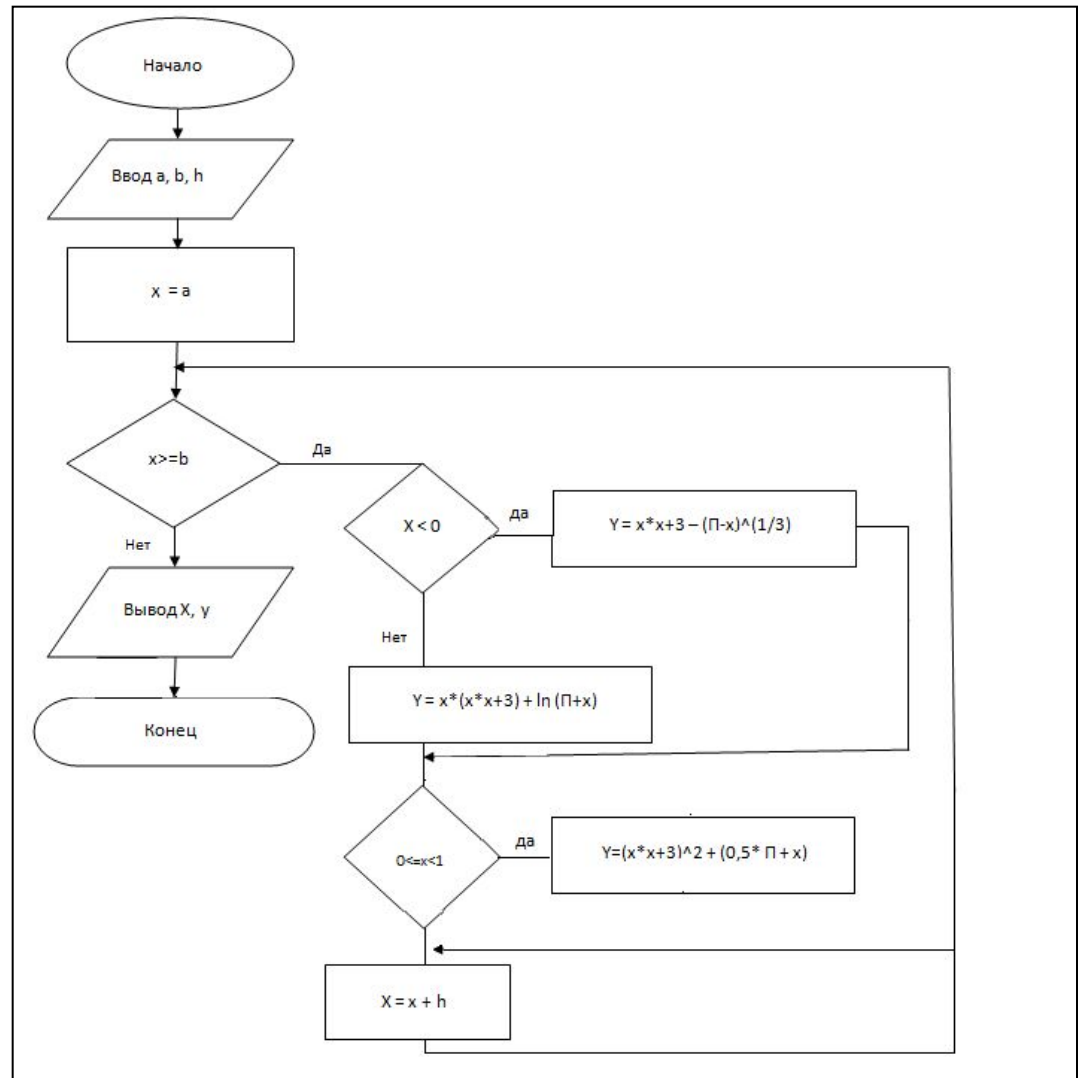 Начало
Ввод a, b, h
x = a
x>=b
Да
Нет
X < 0
да
Y = x*x+3 – (П-x)^(1/3)
Вывод X, y
Нет
Y = x*(x*x+3) + ln (П+x)
Конец
0<=x<1
да
Y=(x*x+3)^2 + (0,5* П + x)
X = x + h